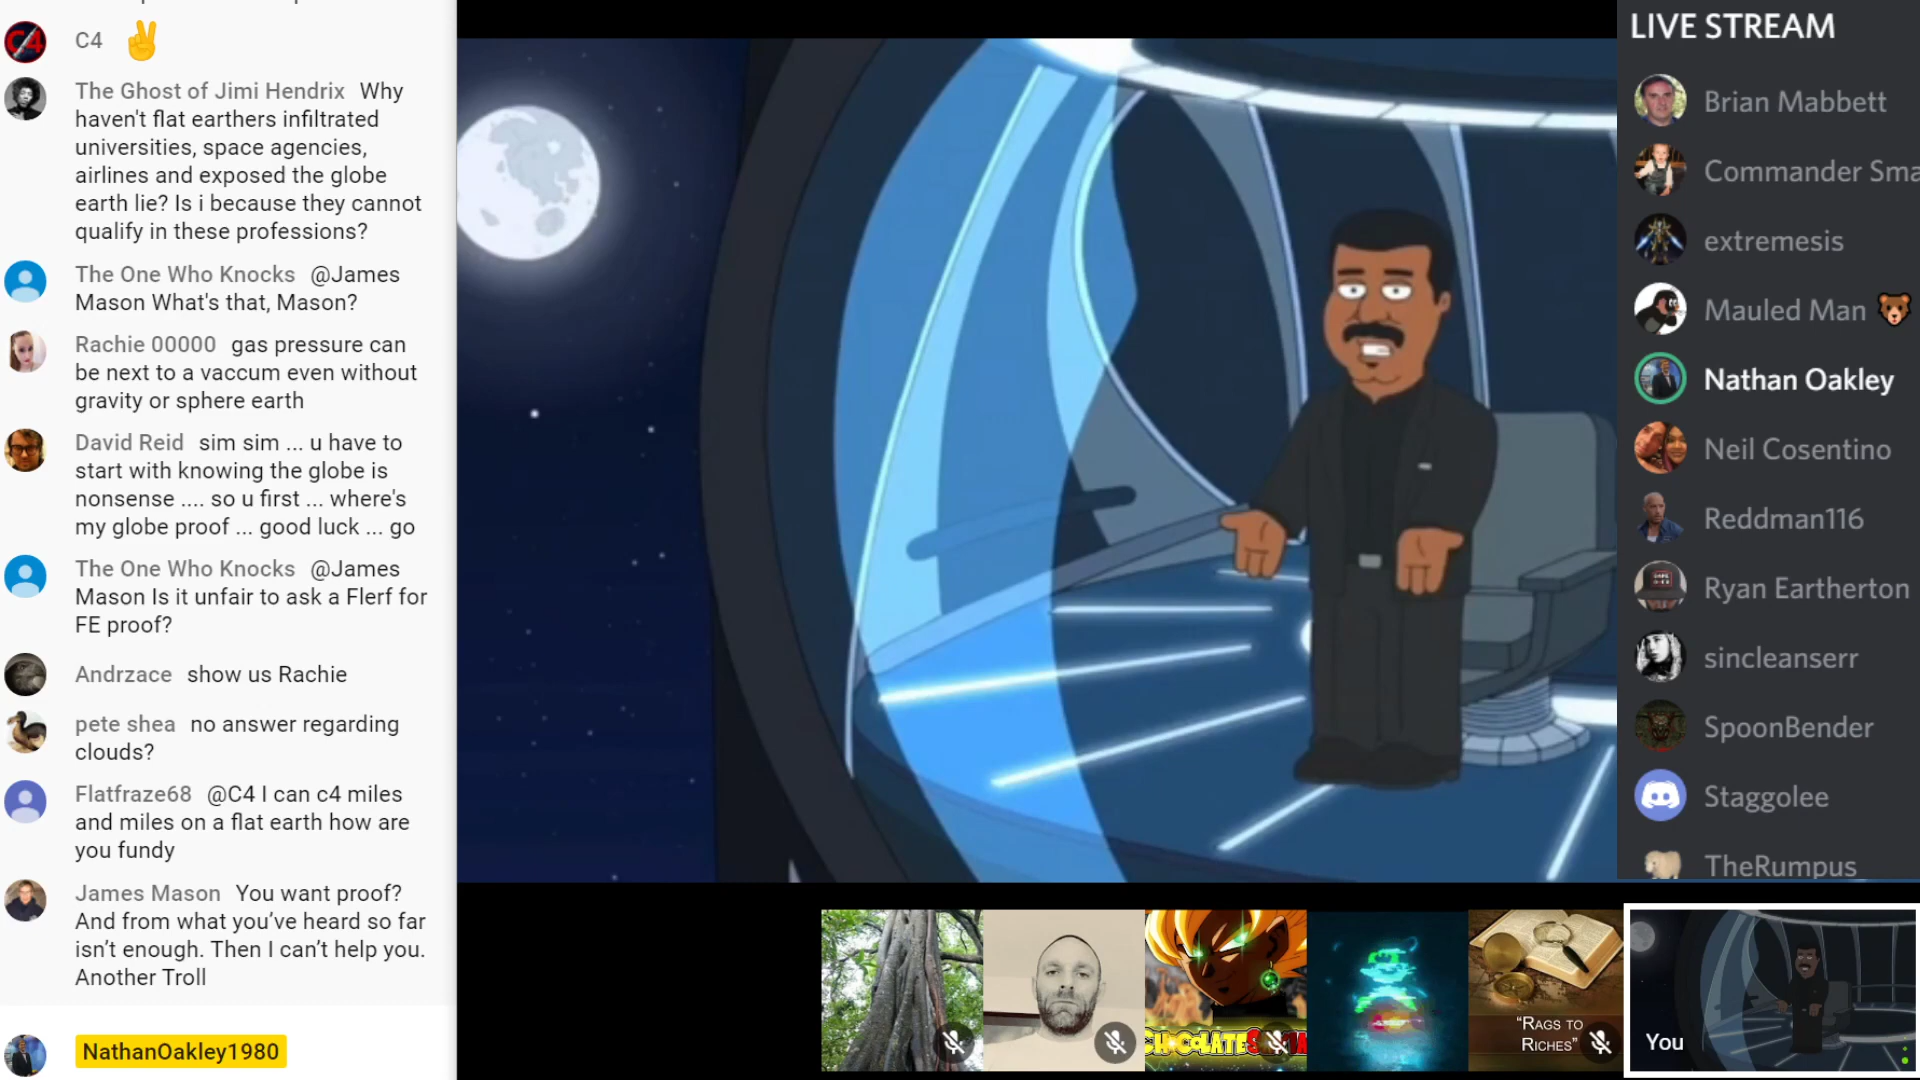 C4 ✌
The Ghost of Jimi Hendrix Why
haven't flat earthers infiltrated
universities, space agencies,
airlines and exposed the globe
earth lie? Is i because they cannot
qualify in these professions?
The One Who Knocks @James
Mason What's that, Mason?
Rachie 00000 gas pressure can
be next to a vaccum even without
gravity or sphere earth
David Reid sim sim ... u have to
start with knowing the globe is
nonsense .... so u first ... where's
my globe proof ... good luck ... go
The One Who Knocks @James
Mason Is it unfair to ask a Flerf for
FE proof?
Andrzace show us Rachie
pete shea no answer regarding
clouds?
Flatfraze68 @C4 I can c4 miles
and miles on a flat earth how are
you fundy
James Mason You want proof?
And from what you've heard so far
isn't enough. Then I can't help you.
Another Troll
NathanOakley1980
LIVE STREAM
Brian Mabbett
Commander Sma
extremesis
Mauled Man 🐻
Nathan Oakley
Neil Cosentino
Reddman116
Ryan Eartherton
sincleanserr
SpoonBender
Staggolee
TheRumpus
"RAGS TO
RICHES"
You